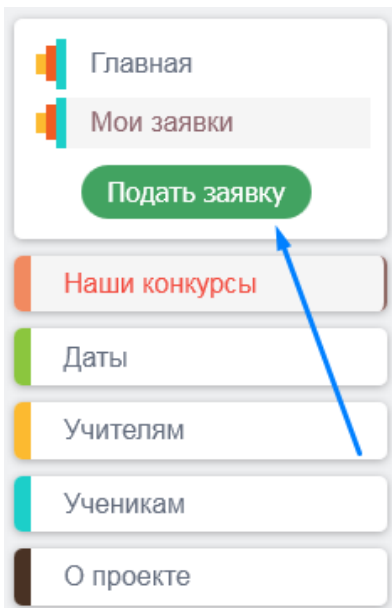 Главная
Мои заявки
Подать заявку
Наши конкурсы
Даты
Учителям
Ученикам
О проекте